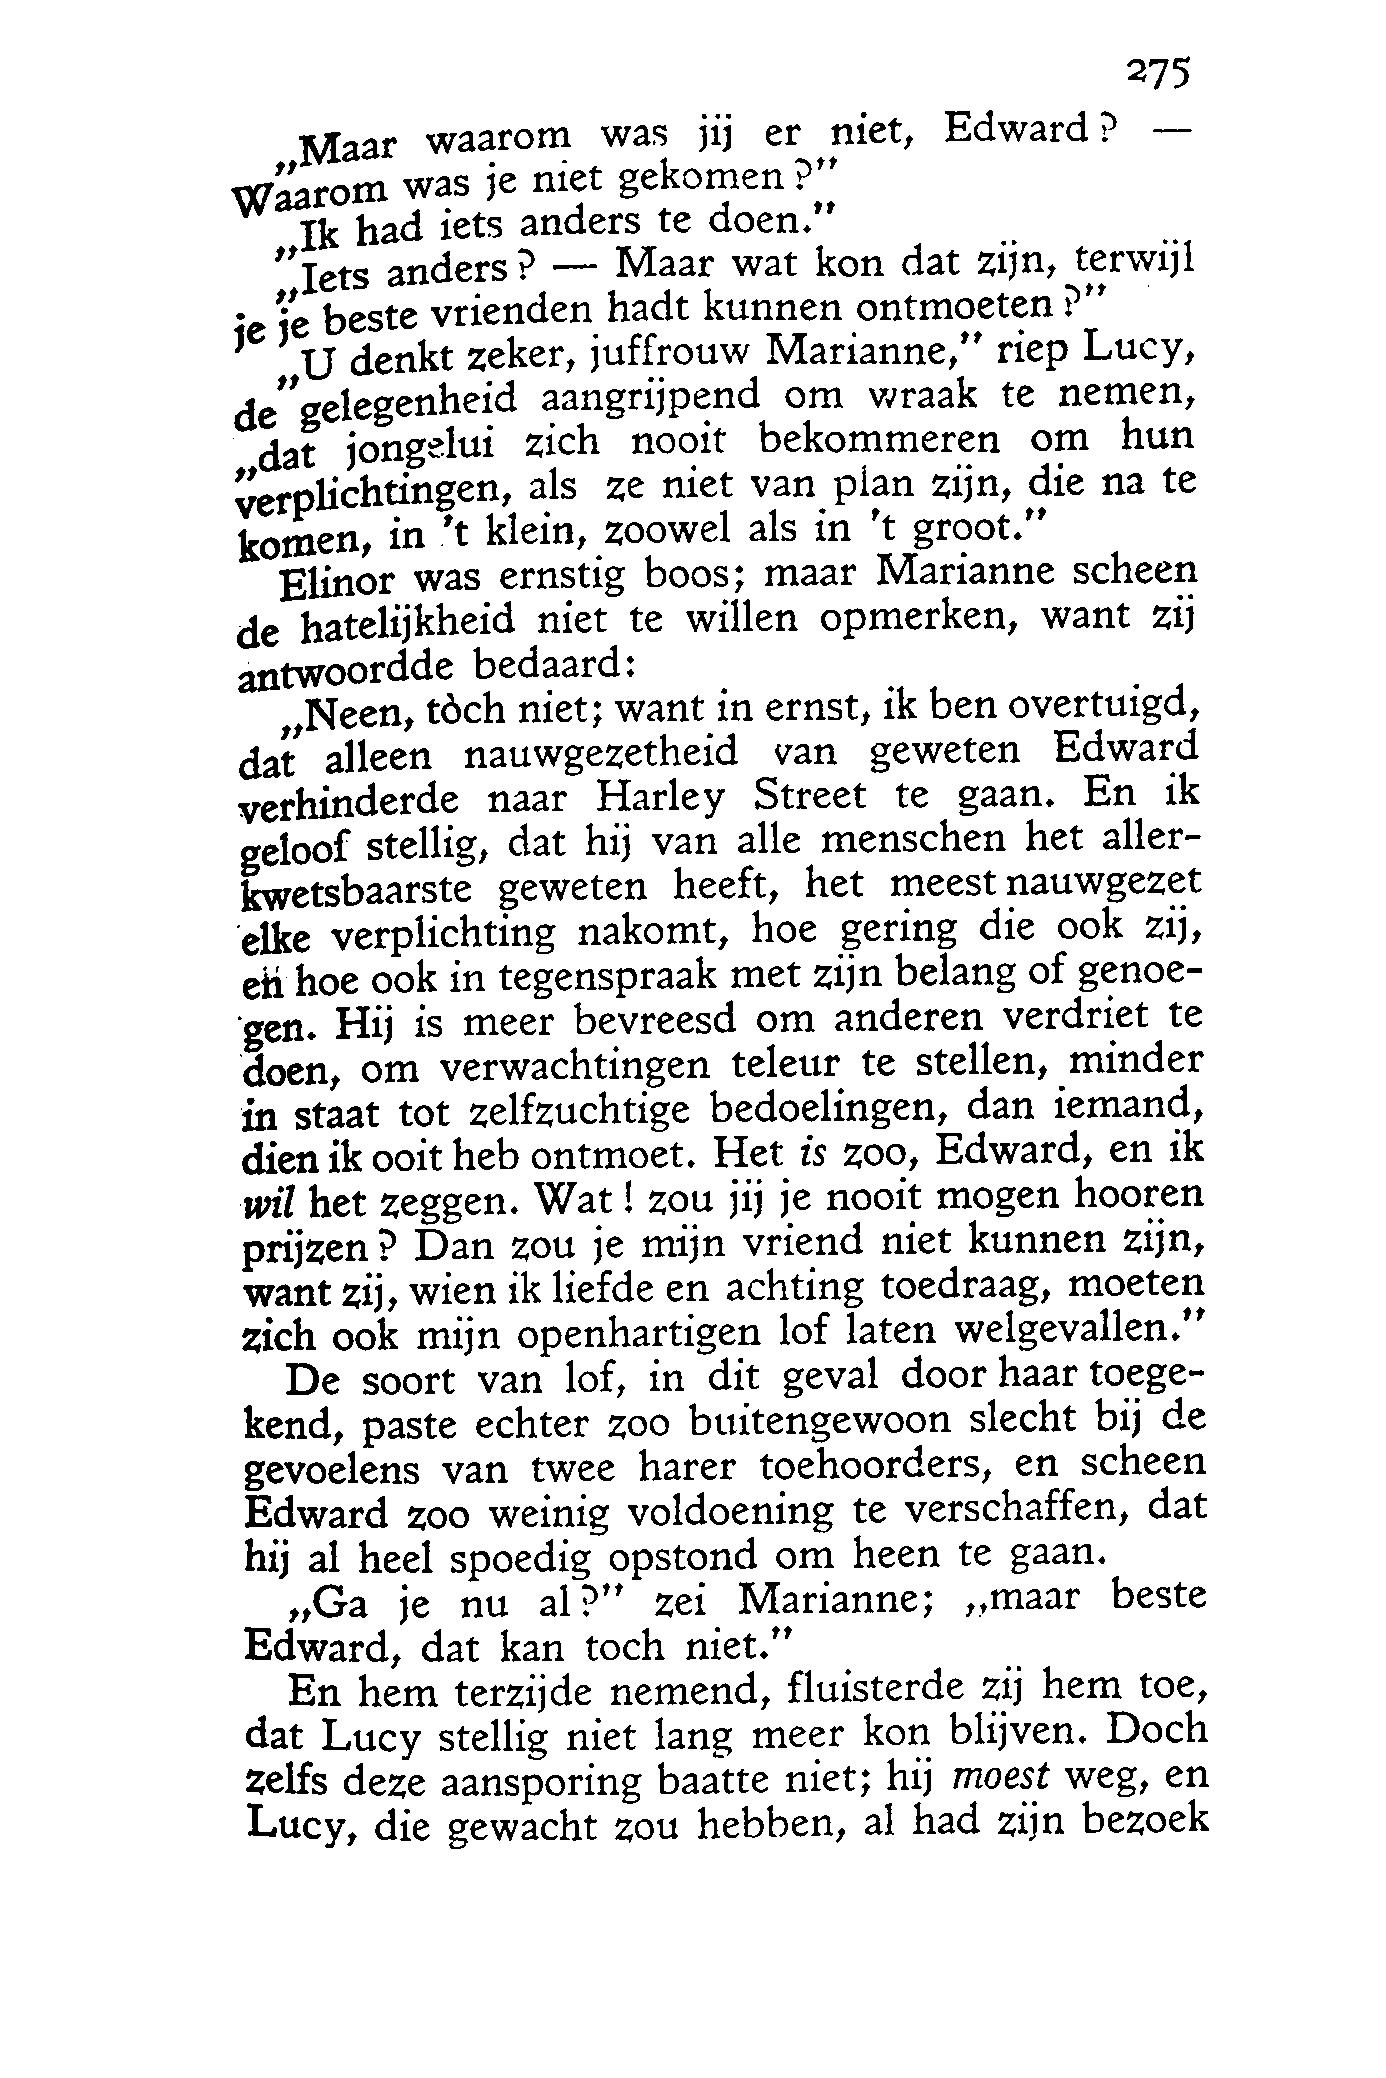 275
„Maar waarom was jij er niet, Edward? —
Waarom was je niet gekomen?”
„Ik had iets anders te doen.”
„Iets anders? — Maar wat kon dat zijn, terwijl
je je beste vrienden hadt kunnen ontmoeten?”
„U denkt zeker, juffrouw Marianne,” riep Lucy,
de gelegenheid aangrijpend om wraak te nemen,
„dat jongelui zich nooit bekommeren om hun
verplichtingen, als ze niet van plan zijn, die na te
komen, in 't klein, zoowel als in 't groot.”
Elinor was ernstig boos; maar Marianne scheen
de hatelijkheid niet te willen opmerken, want zij
antwoordde bedaard:
„Neen, tòch niet; want in ernst, ik ben overtuigd,
dat alleen nauwgezetheid van geweten Edward
verhinderde naar Harley Street te gaan. En ik
geloof stellig, dat hij van alle menschen het aller-
kwetsbaarste geweten heeft, het meest nauwgezet
elke verplichting nakomt, hoe gering die ook zij,
en hoe ook in tegenspraak met zijn belang of genoe-
gen. Hij is meer bevreesd om anderen verdriet te
doen, om verwachtingen teleur te stellen, minder
in staat tot zelfzuchtige bedoelingen, dan iemand,
dien ik ooit heb ontmoet. Het is zoo, Edward, en ik
wil het zeggen. Wat! zou jij je nooit mogen hooren
prijzen? Dan zou je mijn vriend niet kunnen zijn,
want zij, wien ik liefde en achting toedraag, moeten
zich ook mijn openhartigen lof laten welgevallen.”
De soort van lof, in dit geval door haar toege-
kend, paste echter zoo buitengewoon slecht bij de
gevoelens van twee harer toehoorders, en scheen
Edward zoo weinig voldoening te verschaffen, dat
hij al heel spoedig opstond om heen te gaan.
„Ga je nu al?” zei Marianne; „maar beste
Edward, dat kan toch niet.”
En hem terzijde nemend, fluisterde zij hem toe,
dat Lucy stellig niet lang meer kon blijven. Doch
zelfs deze aansporing baatte niet; hij moest weg, en
Lucy, die gewacht zou hebben, al had zijn bezoek